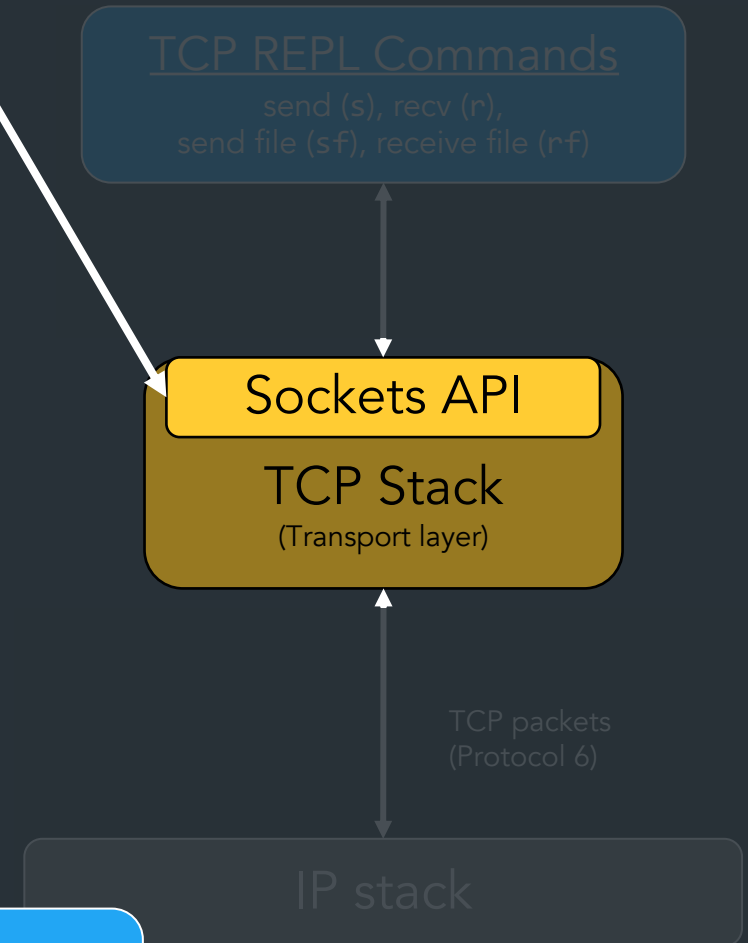 TCP REPL Commands
send (s), recv (r),
send file (sf), receive file (rf)
Sockets API
TCP Stack
(Transport layer)
TCP packets
(Protocol 6)
IP stack